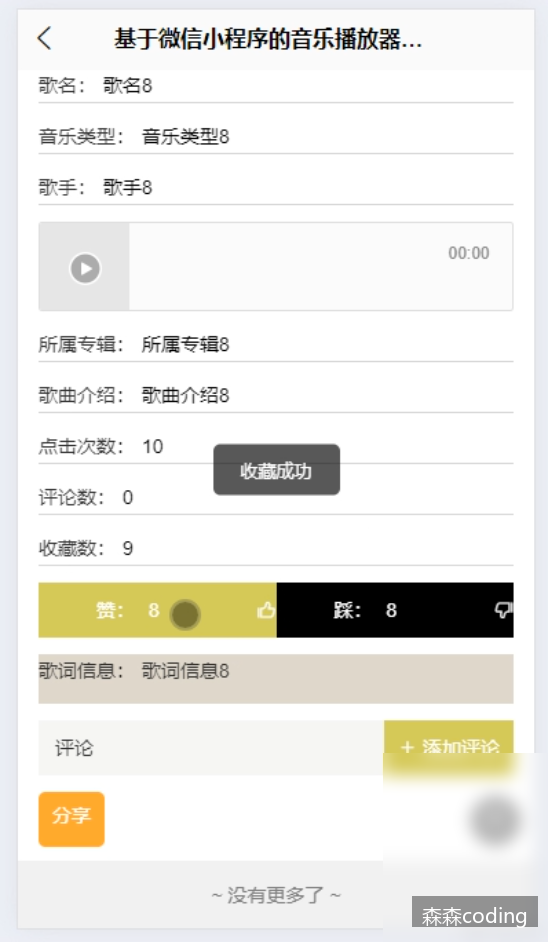 基于微信小程序的音乐播放器...
歌名： 歌名8
音乐类型： 音乐类型8
歌手： 歌手8
00:00
所属专辑： 所属专辑8
歌曲介绍： 歌曲介绍8
点击次数： 10
收藏成功
评论数： 0
收藏数： 9
赞： 8 踩： 8
歌词信息： 歌词信息8
评论 + 添加评论
分享
~ 没有更多了 ~
森森coding